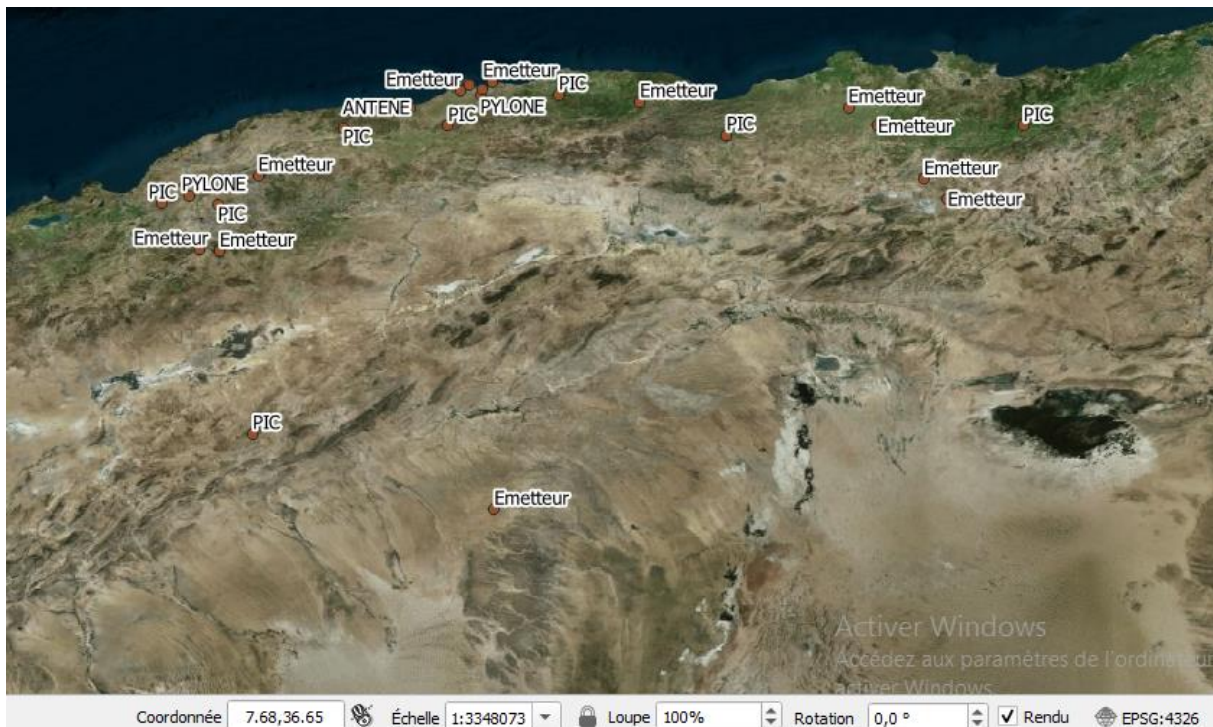 Emetteur
Emetteur
PIC
Emetteur
ANTENE
PIC
PYLONE
Emetteur
PIC
PIC
Emetteur
PIC
Emetteur
Emetteur
PIC
PYLONE
PIC
Emetteur
Emetteur
Emetteur
PIC
Emetteur
Activer Windows
Accédez aux paramètres de l'ordinateur
activer Windows.
Coordonnée 7.68,36.65 Échelle 1:3348073 Loupe 100% Rotation 0,0 ° Rendu EPSG:4326